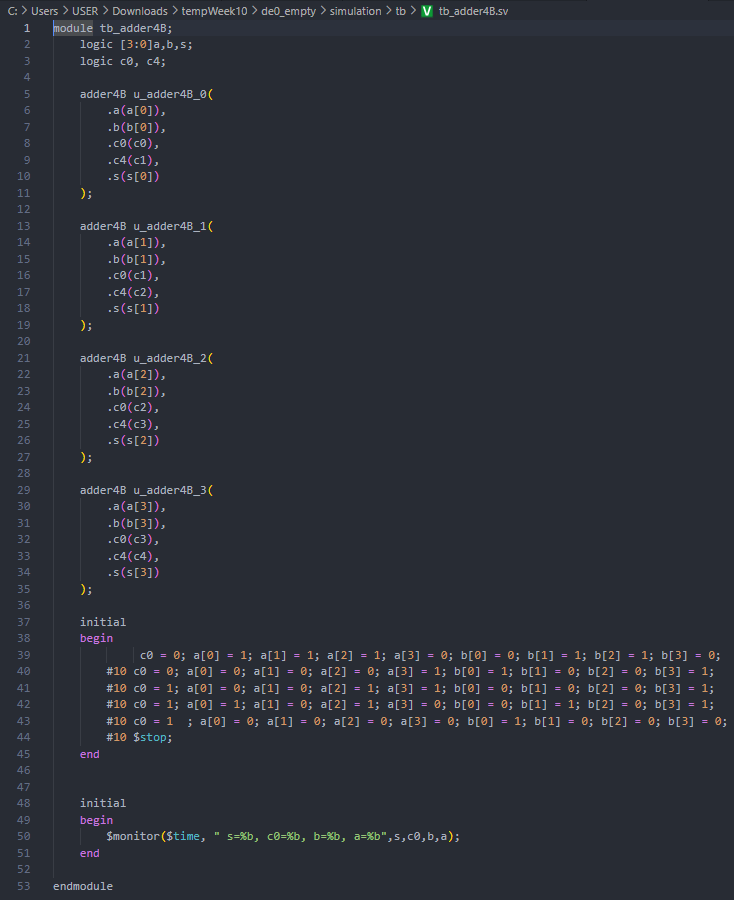 C: > Users > USER > Downloads > tempWeek10 > de0_empty > simulation > tb > V tb_adder4B.sv
1 module tb_adder4B;
2 logic [3:0]a,b,s;
3 logic c0, c4;
4
5 adder4B u_adder4B_0(
6 .a(a[0]),
7 .b(b[0]),
8 .c0(c0),
9 .c4(c1),
10 .s(s[0])
11 );
12
13 adder4B u_adder4B_1(
14 .a(a[1]),
15 .b(b[1]),
16 .c0(c1),
17 .c4(c2),
18 .s(s[1])
19 );
20
21 adder4B u_adder4B_2(
22 .a(a[2]),
23 .b(b[2]),
24 .c0(c2),
25 .c4(c3),
26 .s(s[2])
27 );
28
29 adder4B u_adder4B_3(
30 .a(a[3]),
31 .b(b[3]),
32 .c0(c3),
33 .c4(c4),
34 .s(s[3])
35 );
36
37 initial
38 begin
39 c0 = 0; a[0] = 1; a[1] = 1; a[2] = 1; a[3] = 0; b[0] = 0; b[1] = 1; b[2] = 1; b[3] = 0;
40 #10 c0 = 0; a[0] = 0; a[1] = 0; a[2] = 0; a[3] = 1; b[0] = 1; b[1] = 0; b[2] = 0; b[3] = 1;
41 #10 c0 = 1; a[0] = 0; a[1] = 0; a[2] = 1; a[3] = 1; b[0] = 0; b[1] = 0; b[2] = 0; b[3] = 1;
42 #10 c0 = 1; a[0] = 1; a[1] = 0; a[2] = 1; a[3] = 0; b[0] = 0; b[1] = 1; b[2] = 0; b[3] = 1;
43 #10 c0 = 1  ; a[0] = 0; a[1] = 0; a[2] = 0; a[3] = 0; b[0] = 1; b[1] = 0; b[2] = 0; b[3] = 0;
44 #10 $stop;
45 end
46
47
48 initial
49 begin
50 $monitor($time, " s=%b, c0=%b, b=%b, a=%b",s,c0,b,a);
51 end
52
53 endmodule